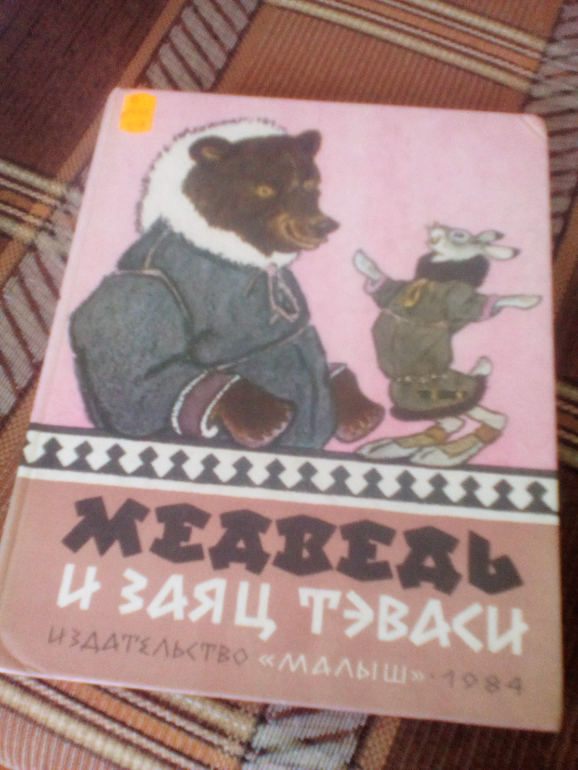 МЕДВЕДЬ
И ЗАЯЦ ТЭВАСИ
ИЗДАТЕЛЬСТВО «МАЛЫШ»·1984